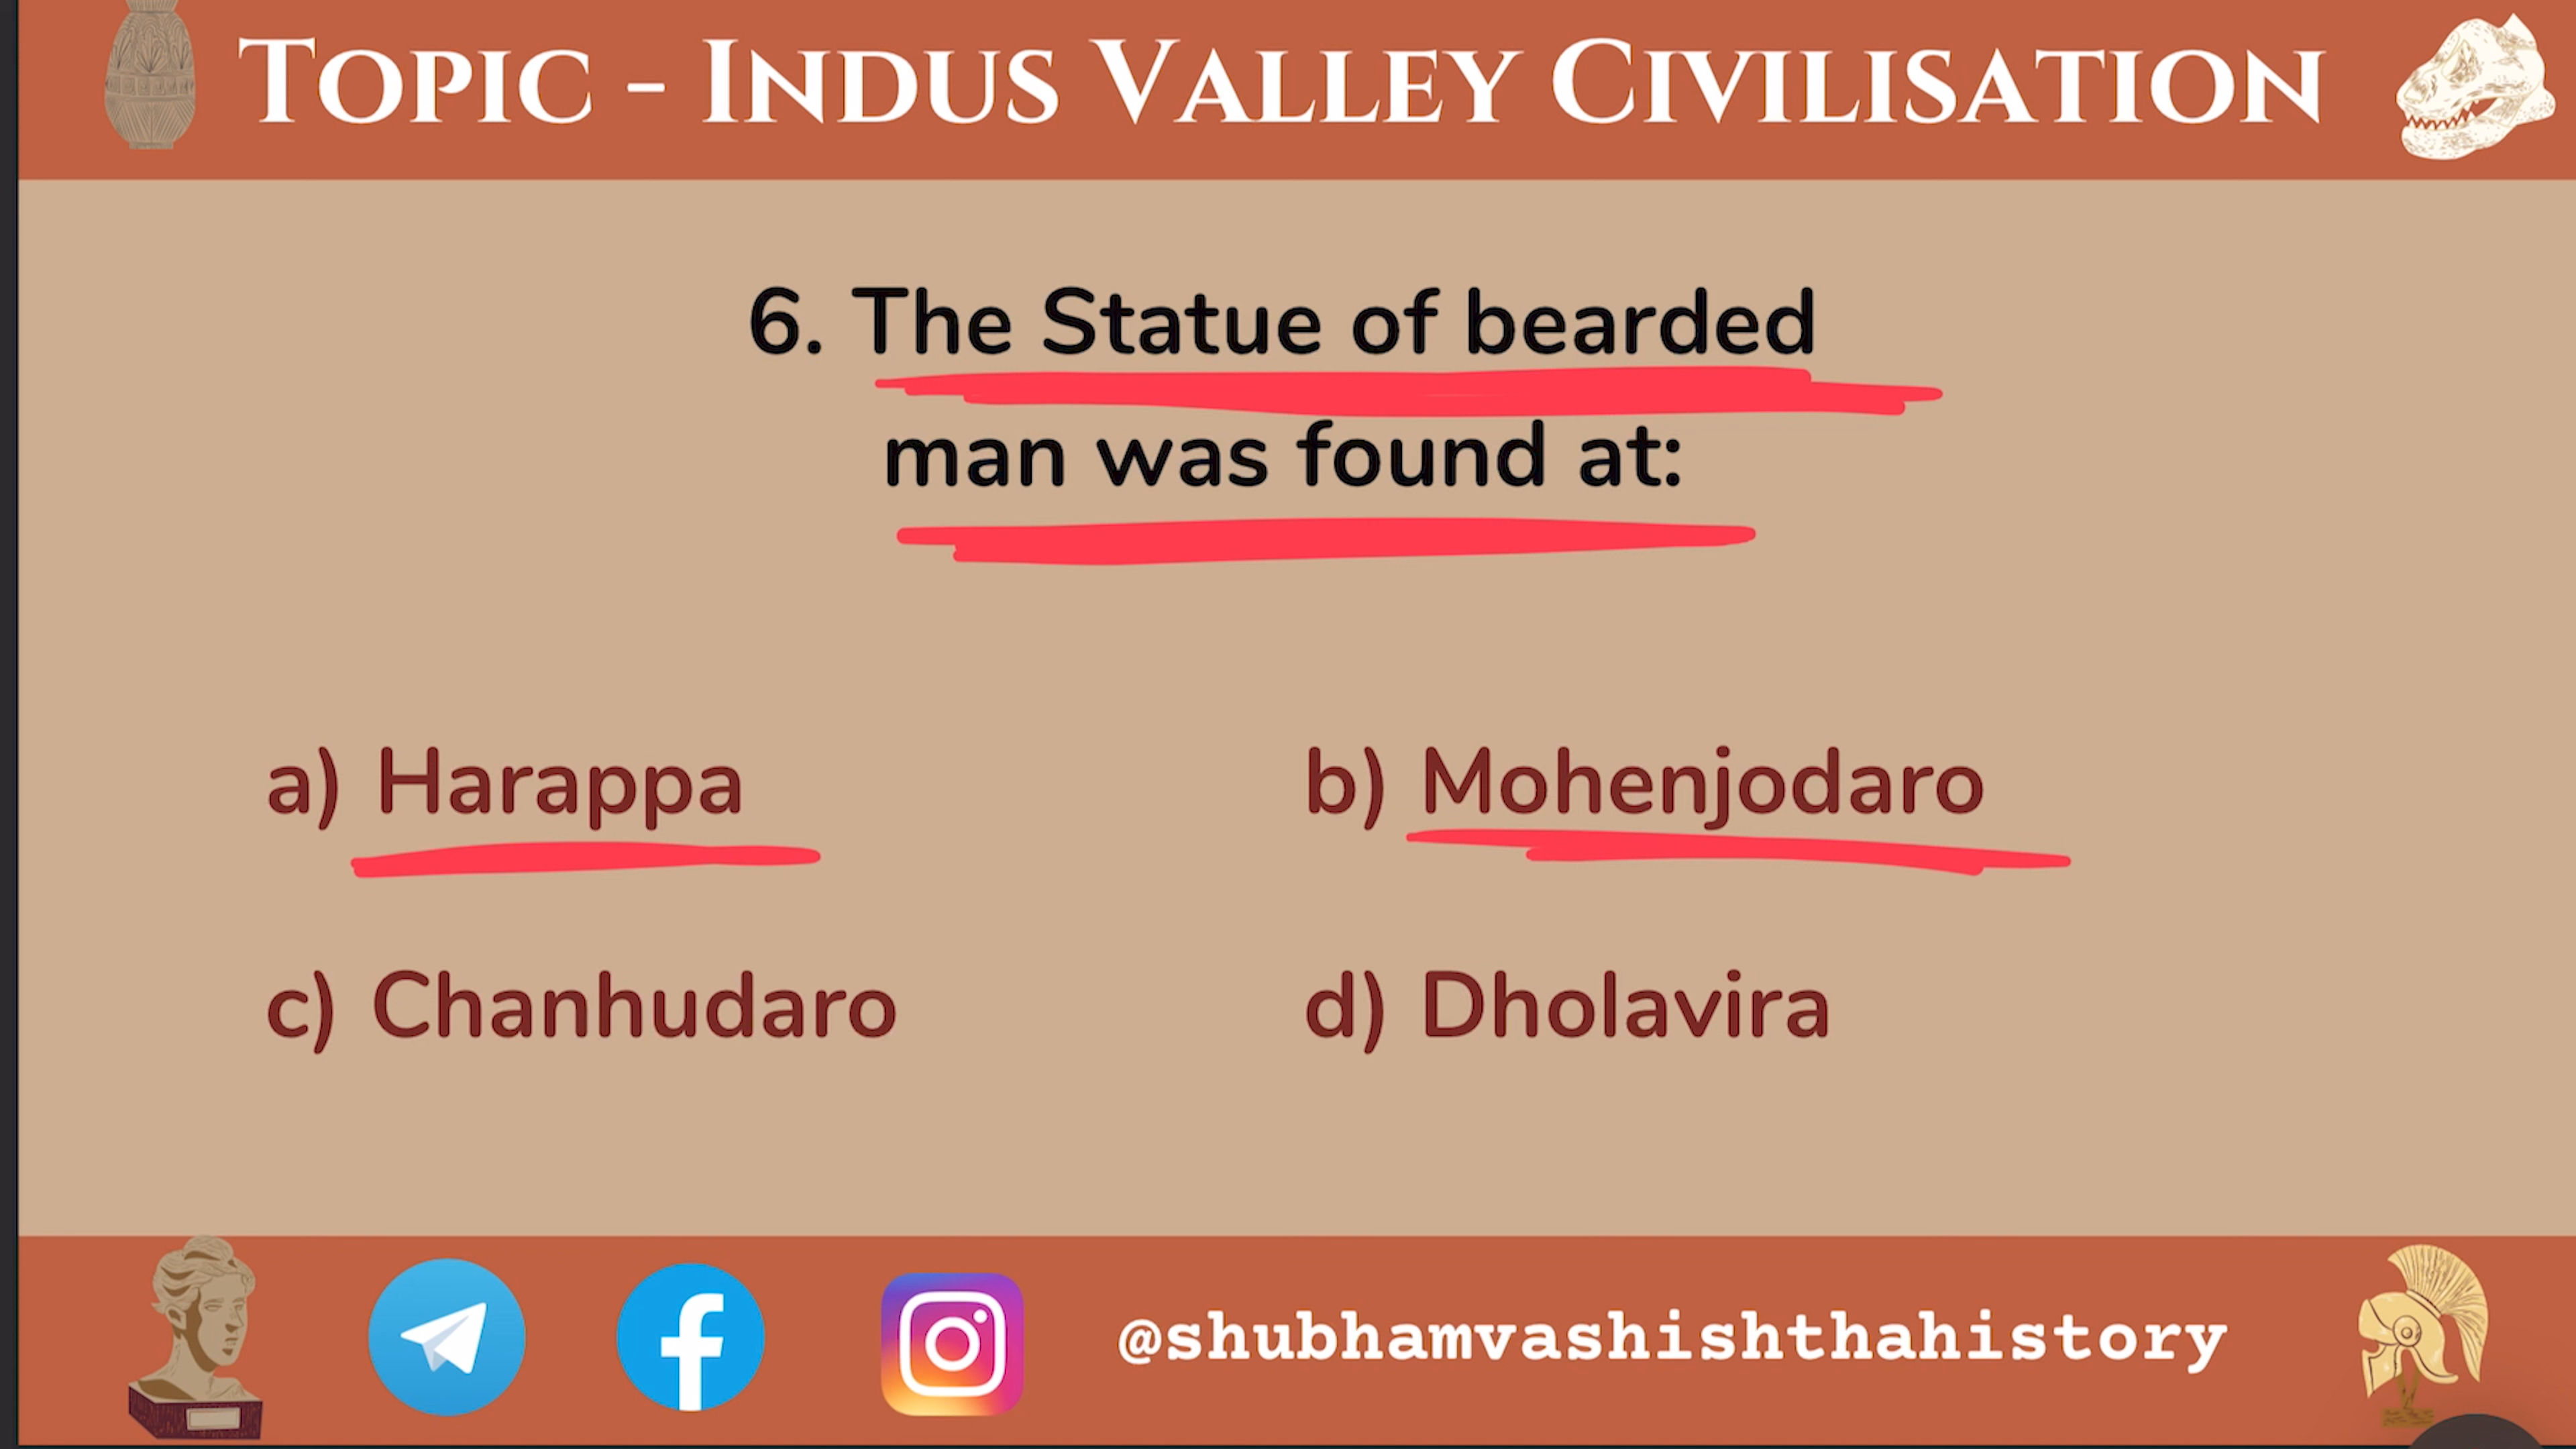 Topic - Indus Valley Civilisation
6. The Statue of bearded
man was found at:
a) Harappa
b) Mohenjodaro
c) Chanhudaro
d) Dholavira
@shubhamvashishthahistory